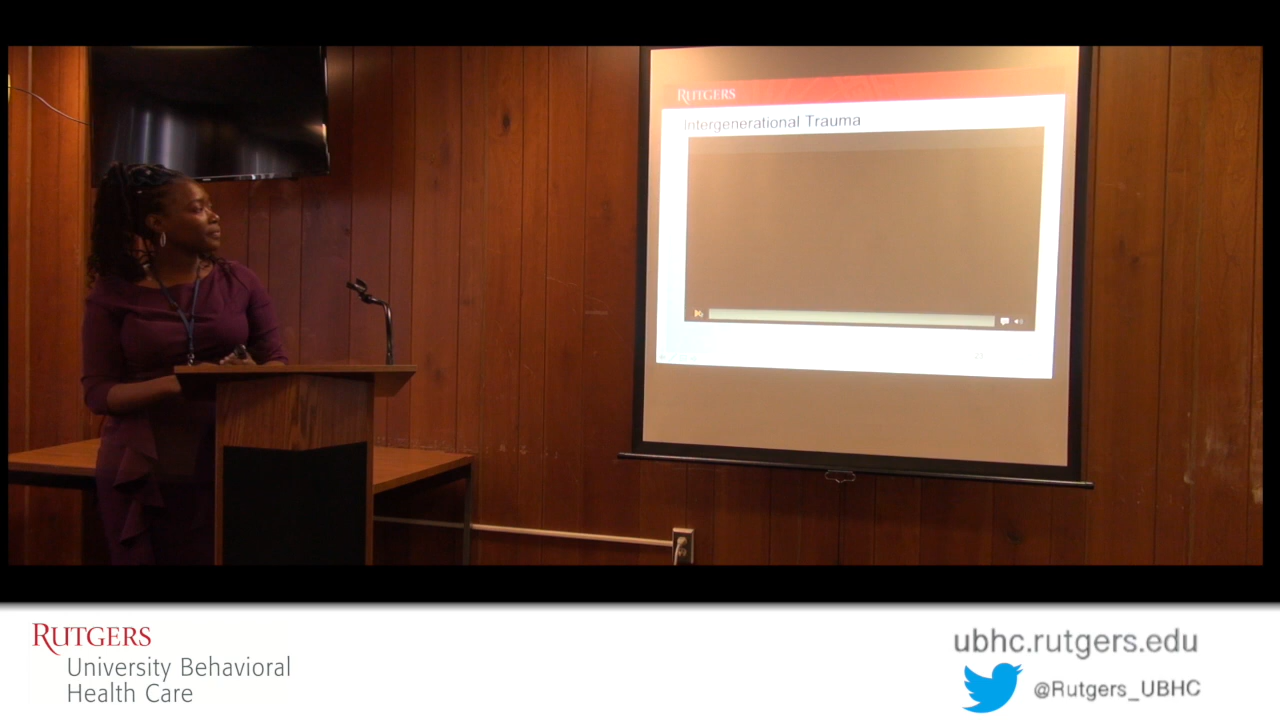 RUTGERS
Intergenerational Trauma
RUTGERS
University Behavioral
Health Care
ubhc.rutgers.edu
@Rutgers_UBHC